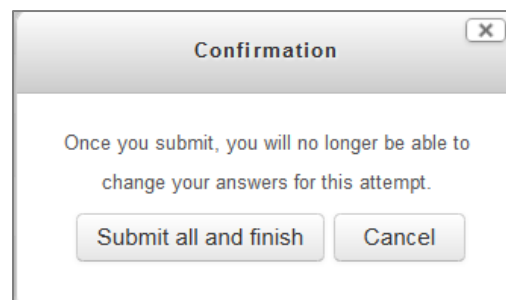 Confirmation
Once you submit, you will no longer be able to
change your answers for this attempt.
Submit all and finish Cancel